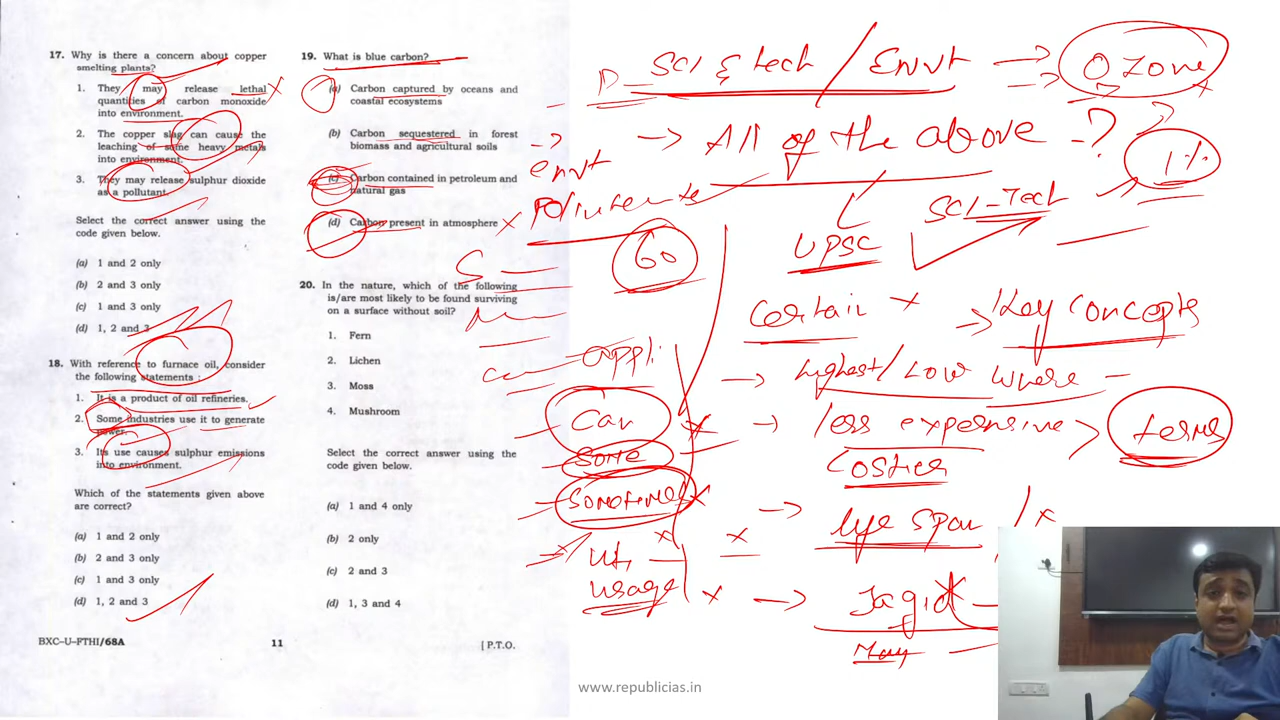 17. Why is there a concern about copper
smelting plants?
1. They may release lethal
quantities of carbon monoxide
into environment.
2. The copper slag can cause the
leaching of some heavy metals
into environment.
3. They may release sulphur dioxide
as a pollutant.
Select the correct answer using the
code given below.
(a) 1 and 2 only
(b) 2 and 3 only
(c) 1 and 3 only
(d) 1, 2 and 3
18. With reference to furnace oil, consider
the following statements :
1. It is a product of oil refineries.
2. Some industries use it to generate
power.
3. Its use causes sulphur emissions
into environment.
Which of the statements given above
are correct?
(a) 1 and 2 only
(b) 2 and 3 only
(c) 1 and 3 only
(d) 1, 2 and 3
BXC-U-FTHI/68A
11
[ P.T.O.
19. What is blue carbon?
(a) Carbon captured by oceans and
coastal ecosystems
(b) Carbon sequestered in forest
biomass and agricultural soils
(c) Carbon contained in petroleum and
natural gas
(d) Carbon present in atmosphere
20. In the nature, which of the following
is/are most likely to be found surviving
on a surface without soil?
1. Fern
2. Lichen
3. Moss
4. Mushroom
Select the correct answer using the
code given below.
(a) 1 and 4 only
(b) 2 only
(c) 2 and 3
(d) 1, 3 and 4
Sci & tech / Envt → Ozone
→ All of the above - ?
1%
envt
Pollutants
Sci-Tech
UPSC
60
Certain
→ Key concepts
appli
→ highest/Low where -
Can
→ less expensive > terms
Some
Costlier
Sometimes
→ life span /
usage
→
May
www.republicias.in